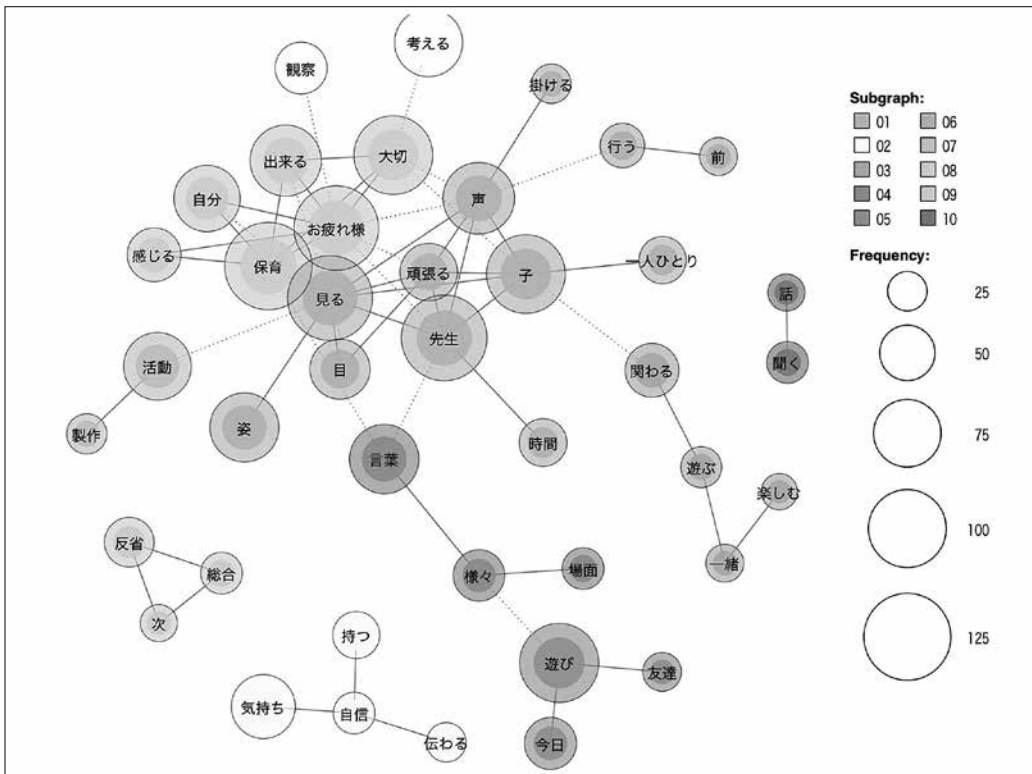 考える
観察
掛ける
出来る
大切
行う
前
自分
声
お疲れ様
感じる
保育
頑張る
子
一人ひとり
見る
先生
話
活動
目
関わる
聞く
製作
姿
言葉
時間
遊ぶ
楽しむ
反省
総合
次
様々
場面
一緒
持つ
遊び
友達
気持ち
自信
伝わる
今日
Subgraph:
01 06
02 07
03 08
04 09
05 10
Frequency:
25
50
75
100
125